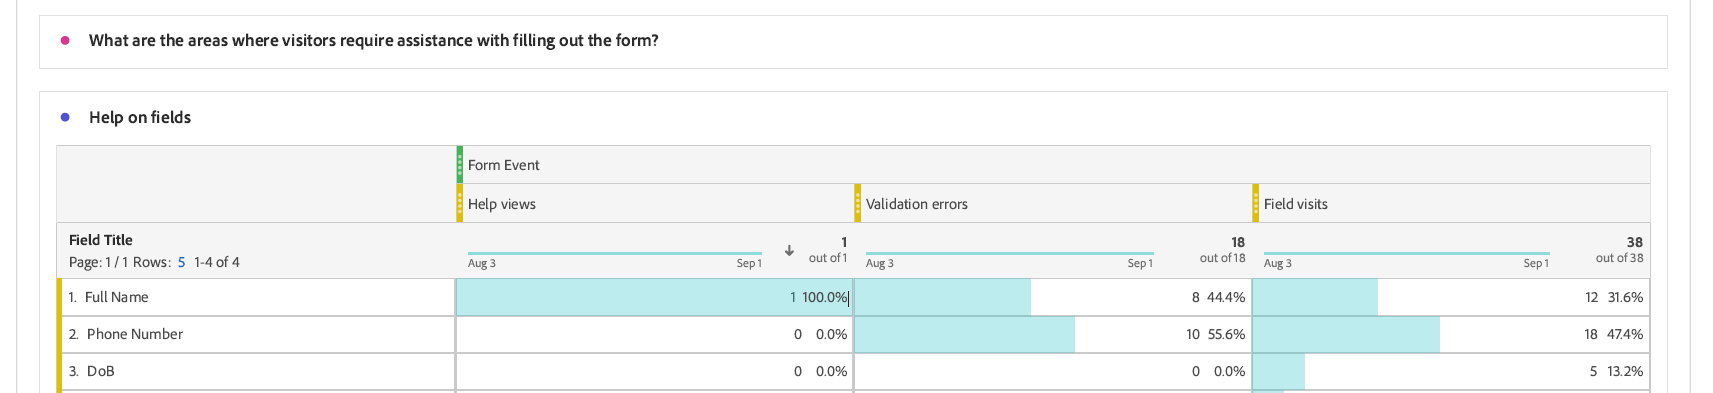 What are the areas where visitors require assistance with filling out the form?
Help on fields
Form Event
Help views Validation errors Field visits
Field Title
Page: 1 / 1 Rows: 5 1-4 of 4
Aug 3 Sep 1 1 out of 1
Aug 3 Sep 1 18 out of 18
Aug 3 Sep 1 38 out of 38
1. Full Name 1 100.0% 8 44.4% 12 31.6%
2. Phone Number 0 0.0% 10 55.6% 18 47.4%
3. DoB 0 0.0% 0 0.0% 5 13.2%